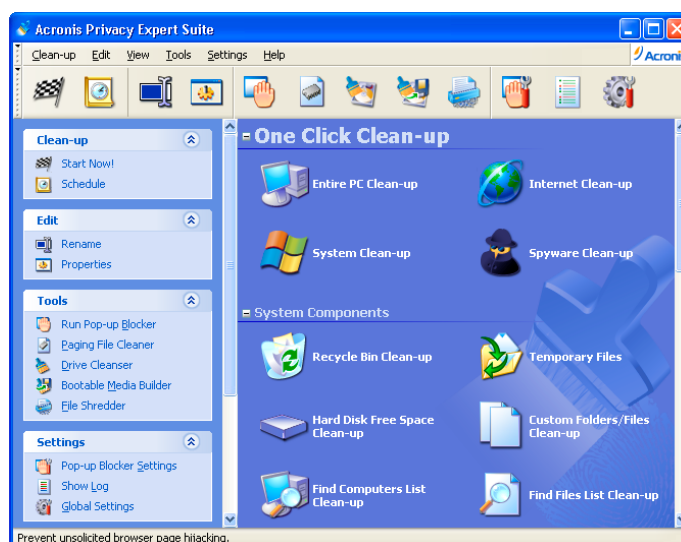 Acronis Privacy Expert Suite
Clean-up Edit View Tools Settings Help
Acroni
Clean-up
Start Now!
Schedule
Edit
Rename
Properties
Tools
Run Pop-up Blocker
Paging File Cleaner
Drive Cleanser
Bootable Media Builder
File Shredder
Settings
Pop-up Blocker Settings
Show Log
Global Settings
One Click Clean-up
Entire PC Clean-up
Internet Clean-up
System Clean-up
Spyware Clean-up
System Components
Recycle Bin Clean-up
Temporary Files
Hard Disk Free Space
Clean-up
Custom Folders/Files
Clean-up
Find Computers List
Clean-up
Find Files List Clean-up
Prevent unsolicited browser page hijacking.